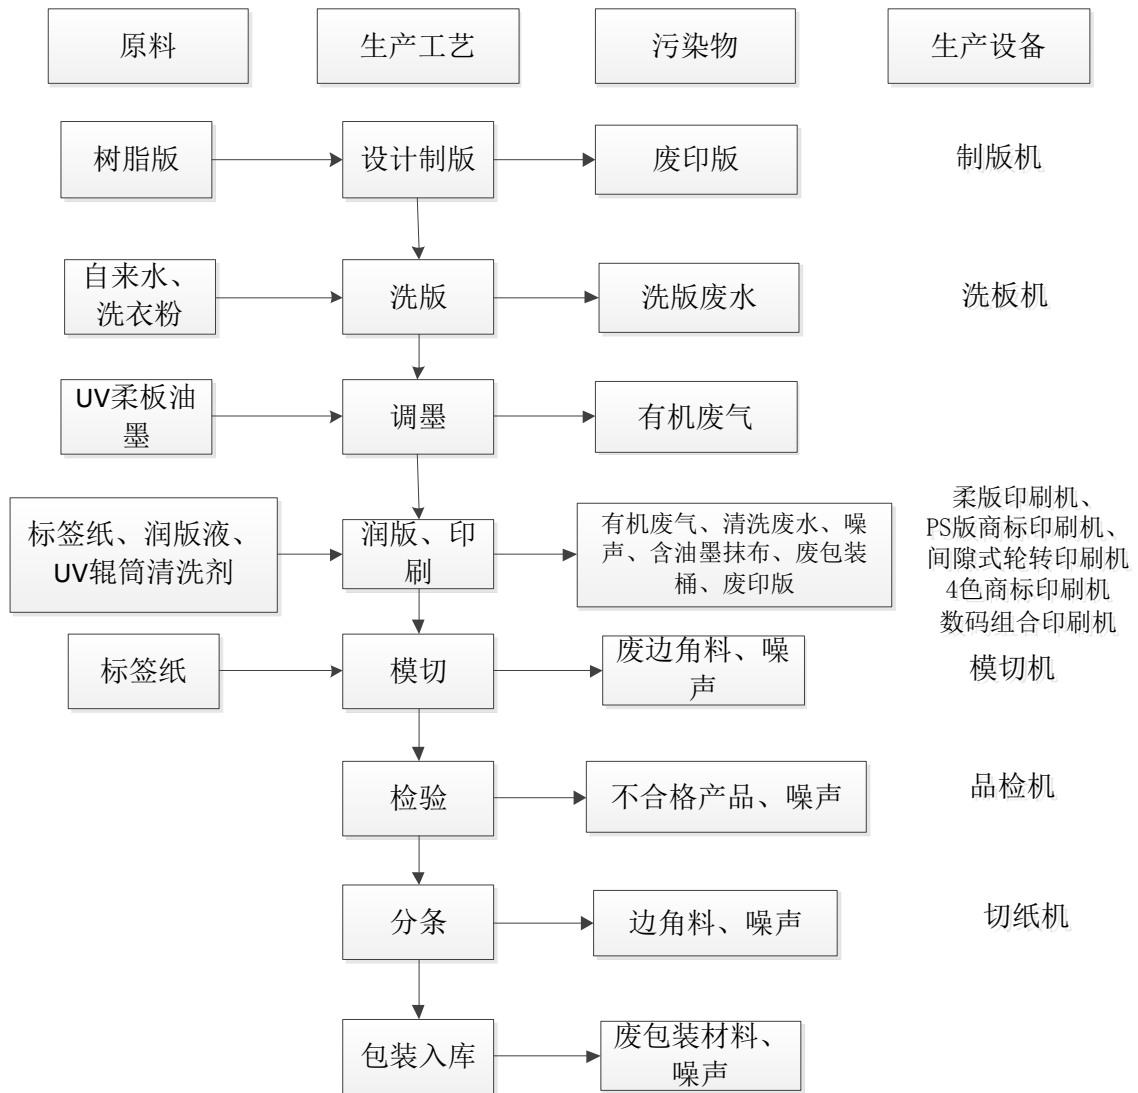 原料
生产工艺
污染物
生产设备
树脂版
设计制版
废印版
制版机
自来水、
洗衣粉
洗版
洗版废水
洗板机
UV柔板油
墨
调墨
有机废气
标签纸、润版液、
UV辊筒清洗剂
润版、印
刷
有机废气、清洗废水、噪
声、含油墨抹布、废包装
桶、废印版
柔版印刷机、
PS版商标印刷机、
间隙式轮转印刷机
4色商标印刷机
数码组合印刷机
标签纸
模切
废边角料、噪
声
模切机
检验
不合格产品、噪声
品检机
分条
边角料、噪声
切纸机
包装入库
废包装材料、
噪声